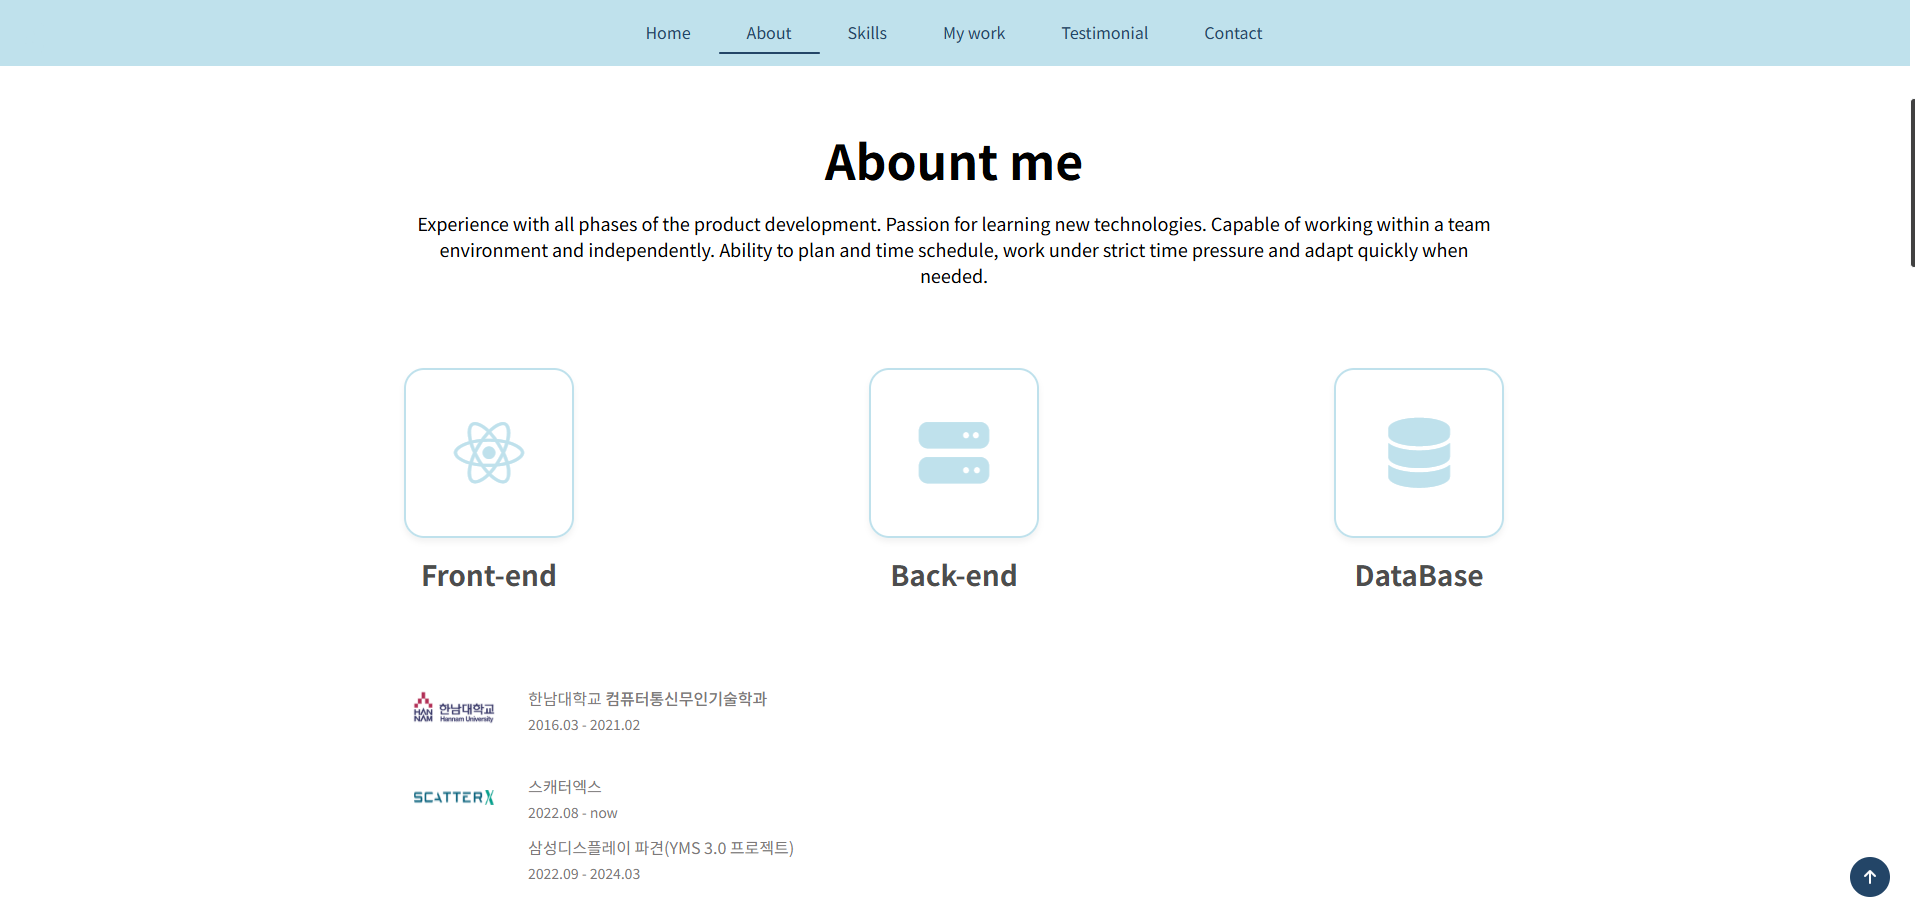 Home About Skills My work Testimonial Contact
Abount me
Experience with all phases of the product development. Passion for learning new technologies. Capable of working within a team
environment and independently. Ability to plan and time schedule, work under strict time pressure and adapt quickly when
needed.
Front-end Back-end DataBase
HAN NAM 한남대학교 Hannam University
한남대학교 컴퓨터통신무인기술학과
2016.03 - 2021.02
SCATTERX
스캐터엑스
2022.08 - now
삼성디스플레이 파견(YMS 3.0 프로젝트)
2022.09 - 2024.03